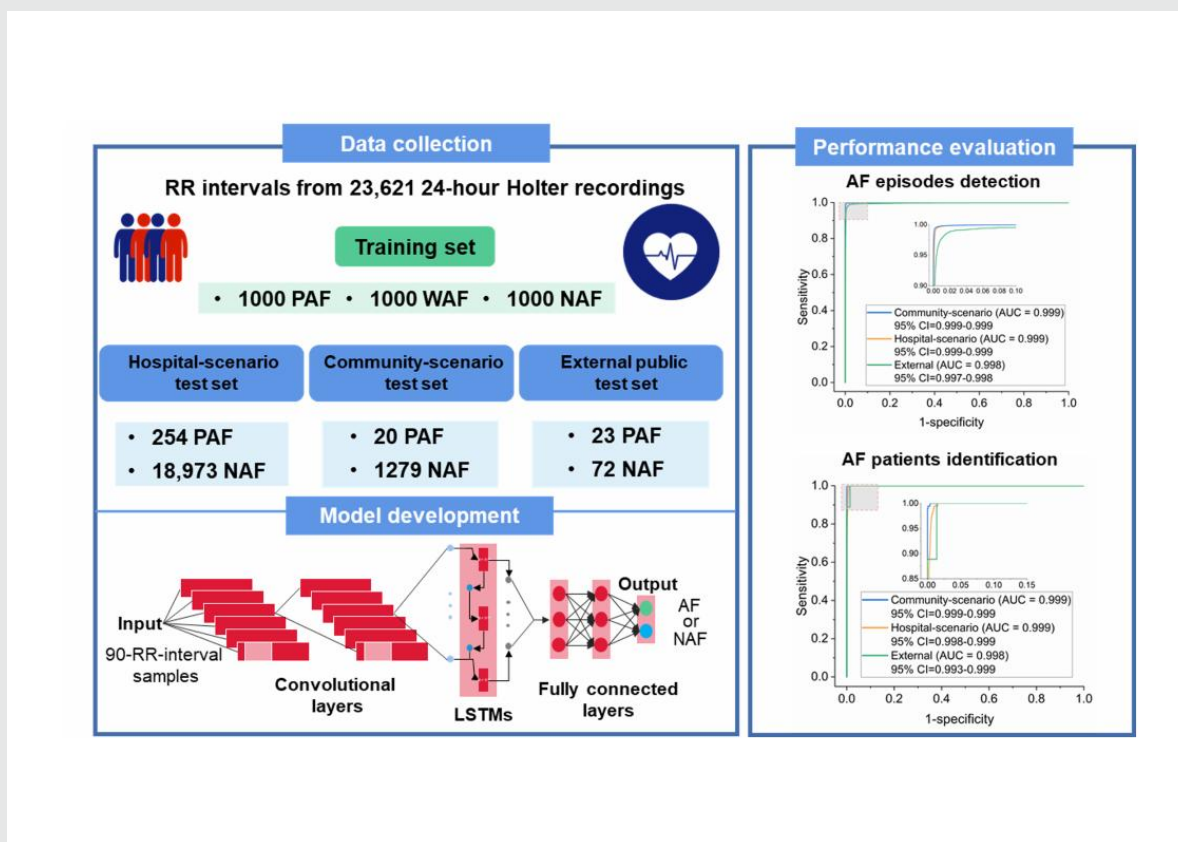 Data collection
RR intervals from 23,621 24-hour Holter recordings
Training set
• 1000 PAF • 1000 WAF • 1000 NAF
Hospital-scenario
test set
• 254 PAF
• 18,973 NAF
Community-scenario
test set
• 20 PAF
• 1279 NAF
External public
test set
• 23 PAF
• 72 NAF
Model development
Input
90-RR-interval
samples
Convolutional
layers
LSTMs
Fully connected
layers
Output
AF
or
NAF
Performance evaluation
AF episodes detection
Sensitivity
1.0
0.8
0.6
0.4
0.2
0.0
1.00
0.95
0.90
0.00 0.02 0.04 0.06 0.08 0.10
Community-scenario (AUC = 0.999)
95% CI=0.999-0.999
Hospital-scenario (AUC = 0.999)
95% CI=0.999-0.999
External (AUC = 0.998)
95% CI=0.997-0.998
0.0 0.2 0.4 0.6 0.8 1.0
1-specificity
AF patients identification
Sensitivity
1.0
0.8
0.6
0.4
0.2
0.0
1.00
0.95
0.90
0.85
0.00 0.05 0.10 0.15
Community-scenario (AUC = 0.999)
95% CI=0.999-0.999
Hospital-scenario (AUC = 0.999)
95% CI=0.998-0.999
External (AUC = 0.998)
95% CI=0.993-0.999
0.0 0.2 0.4 0.6 0.8 1.0
1-specificity